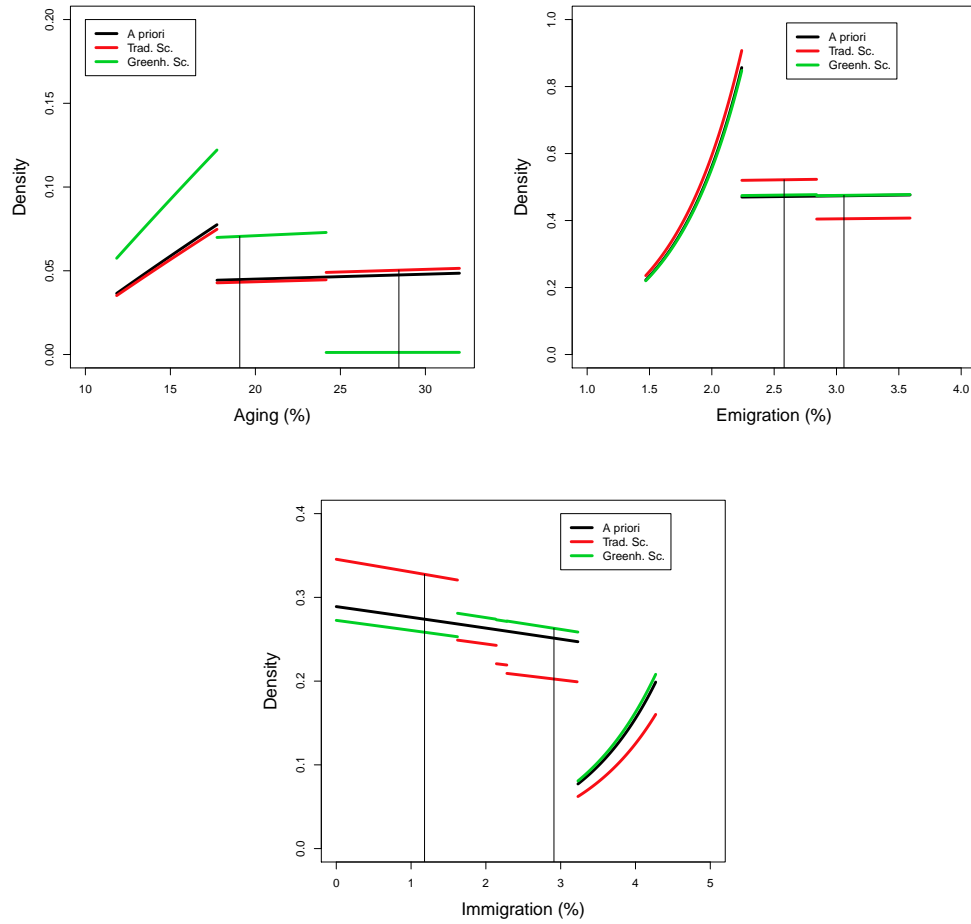 A priori
Trad. Sc.
Greenh. Sc.
Density
0.00
0.05
0.10
0.15
0.20
10 15 20 25 30
Aging (%)
A priori
Trad. Sc.
Greenh. Sc.
Density
0.0
0.2
0.4
0.6
0.8
1.0
1.0 1.5 2.0 2.5 3.0 3.5 4.0
Emigration (%)
A priori
Trad. Sc.
Greenh. Sc.
Density
0.0
0.1
0.2
0.3
0.4
0 1 2 3 4 5
Immigration (%)